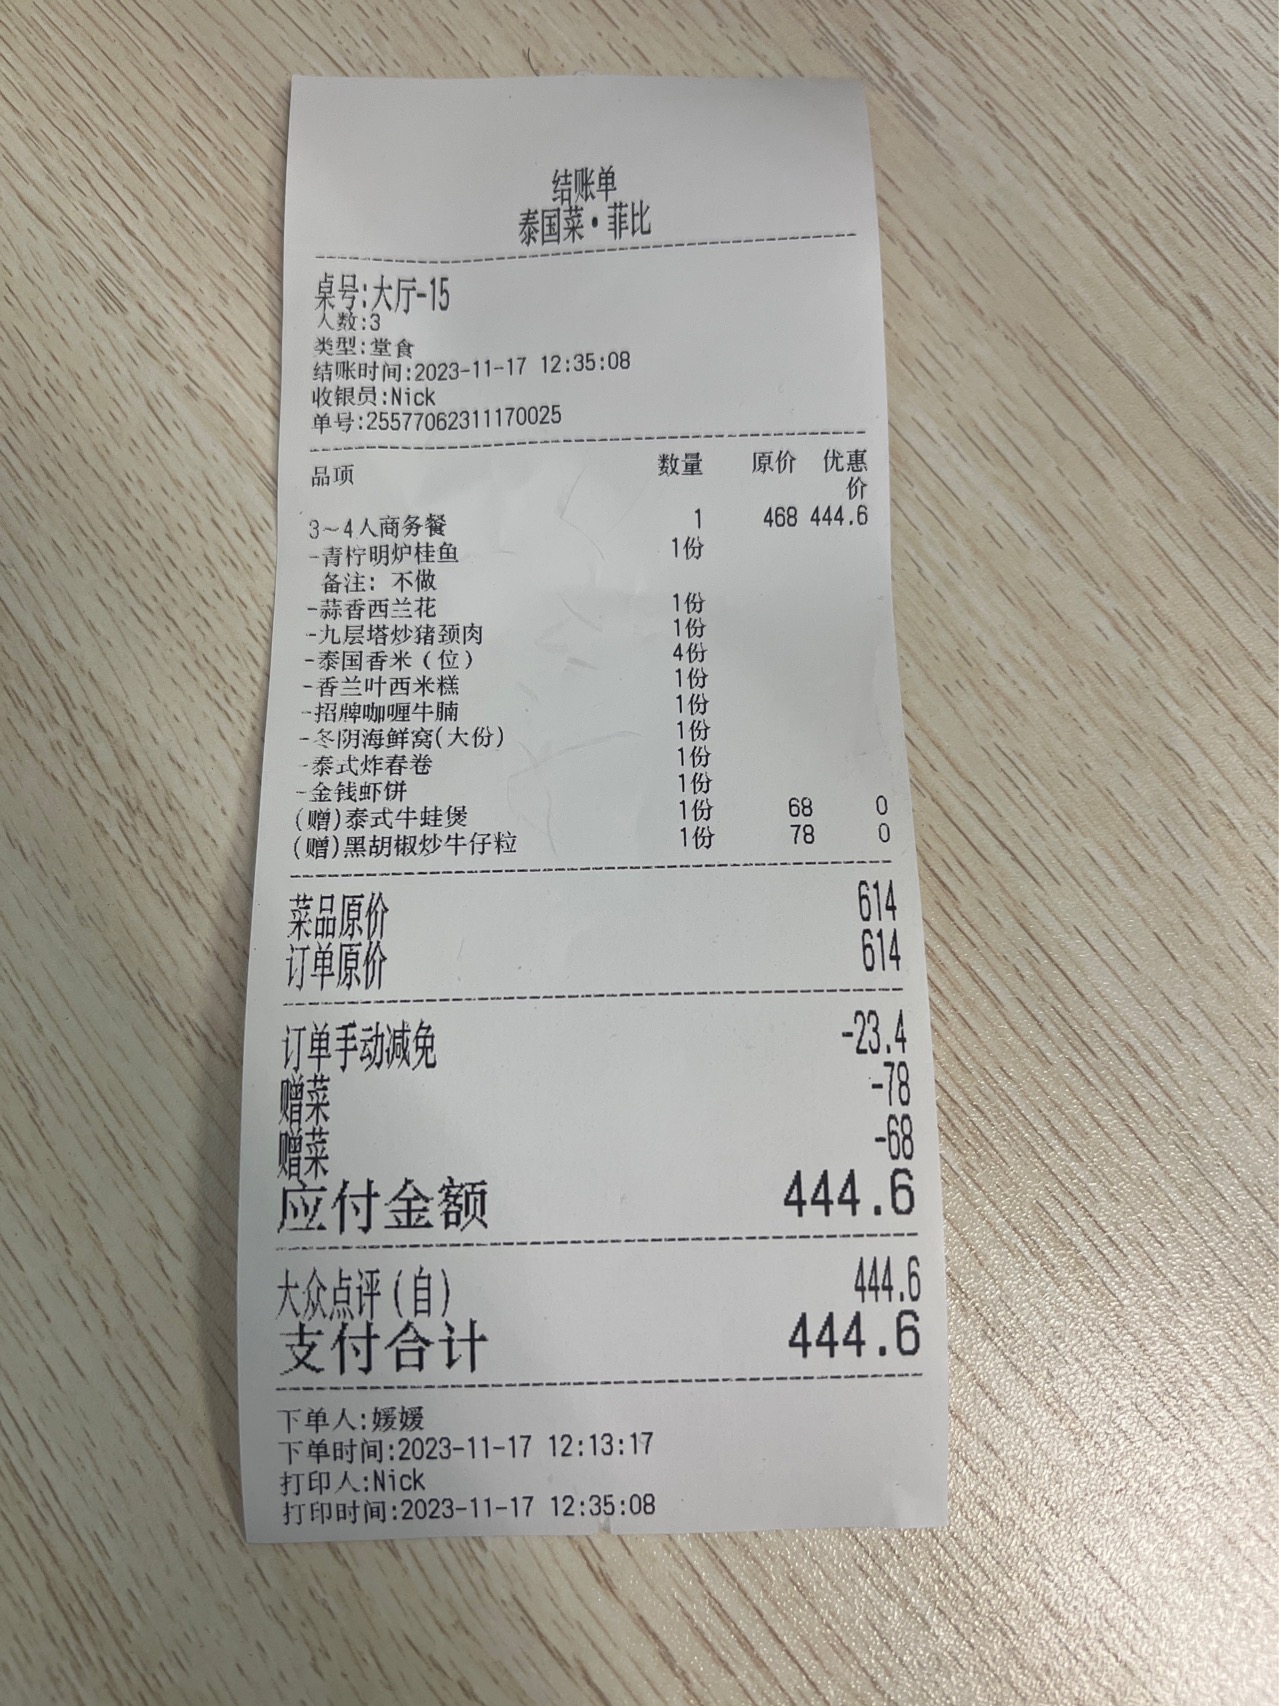 结账单
泰国菜•菲比
桌号:大厅-15
人数:3
类型:堂食
结账时间:2023-11-17 12:35:08
收银员:Nick
单号:25577062311170025
品项 数量 原价 优惠价
3~4人商务餐 1 468 444.6
-青柠明炉桂鱼 1份
备注: 不做
-蒜香西兰花 1份
-九层塔炒猪颈肉 1份
-泰国香米(位) 4份
-香兰叶西米糕 1份
-招牌咖喱牛腩 1份
-冬阴海鲜窝(大份) 1份
-泰式炸春卷 1份
-金钱虾饼 1份
(赠)泰式牛蛙煲 1份 68 0
(赠)黑胡椒炒牛仔粒 1份 78 0
菜品原价 614
订单原价 614
订单手动减免 -23.4
赠菜 -78
赠菜 -68
应付金额 444.6
大众点评(自) 444.6
支付合计 444.6
下单人:媛媛
下单时间:2023-11-17 12:13:17
打印人:Nick
打印时间:2023-11-17 12:35:08